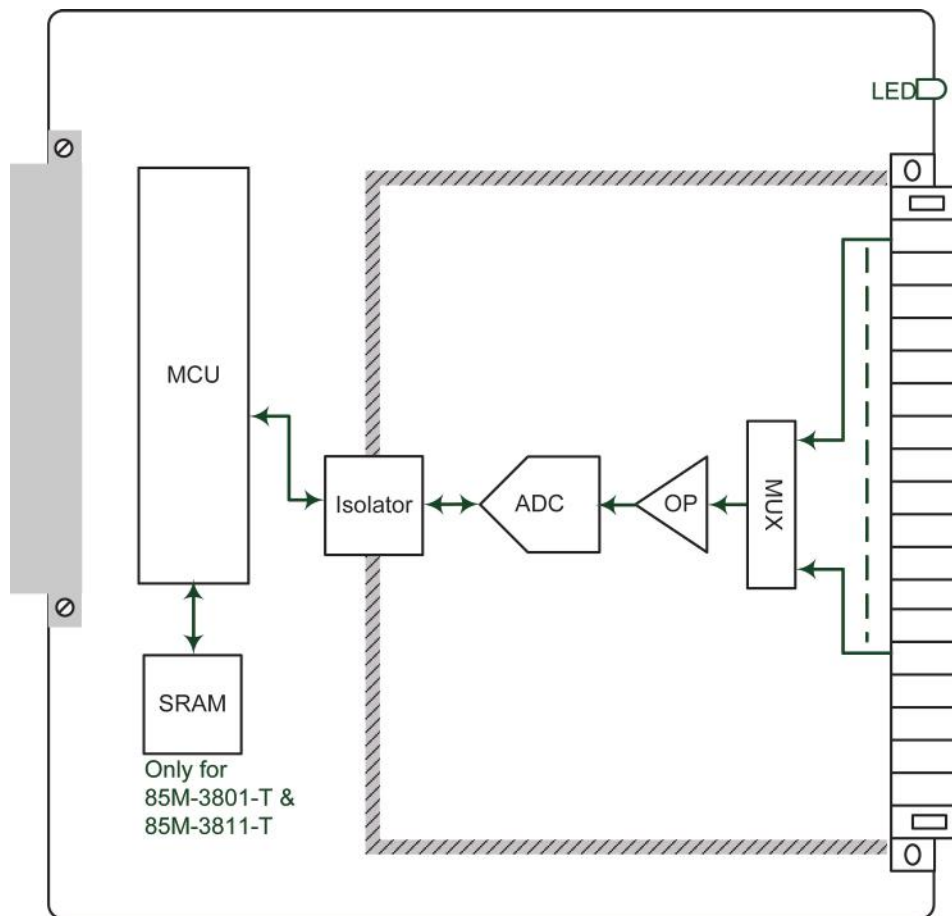 LED
MCU
Isolator
ADC
OP
MUX
SRAM
Only for
85M-3801-T &
85M-3811-T